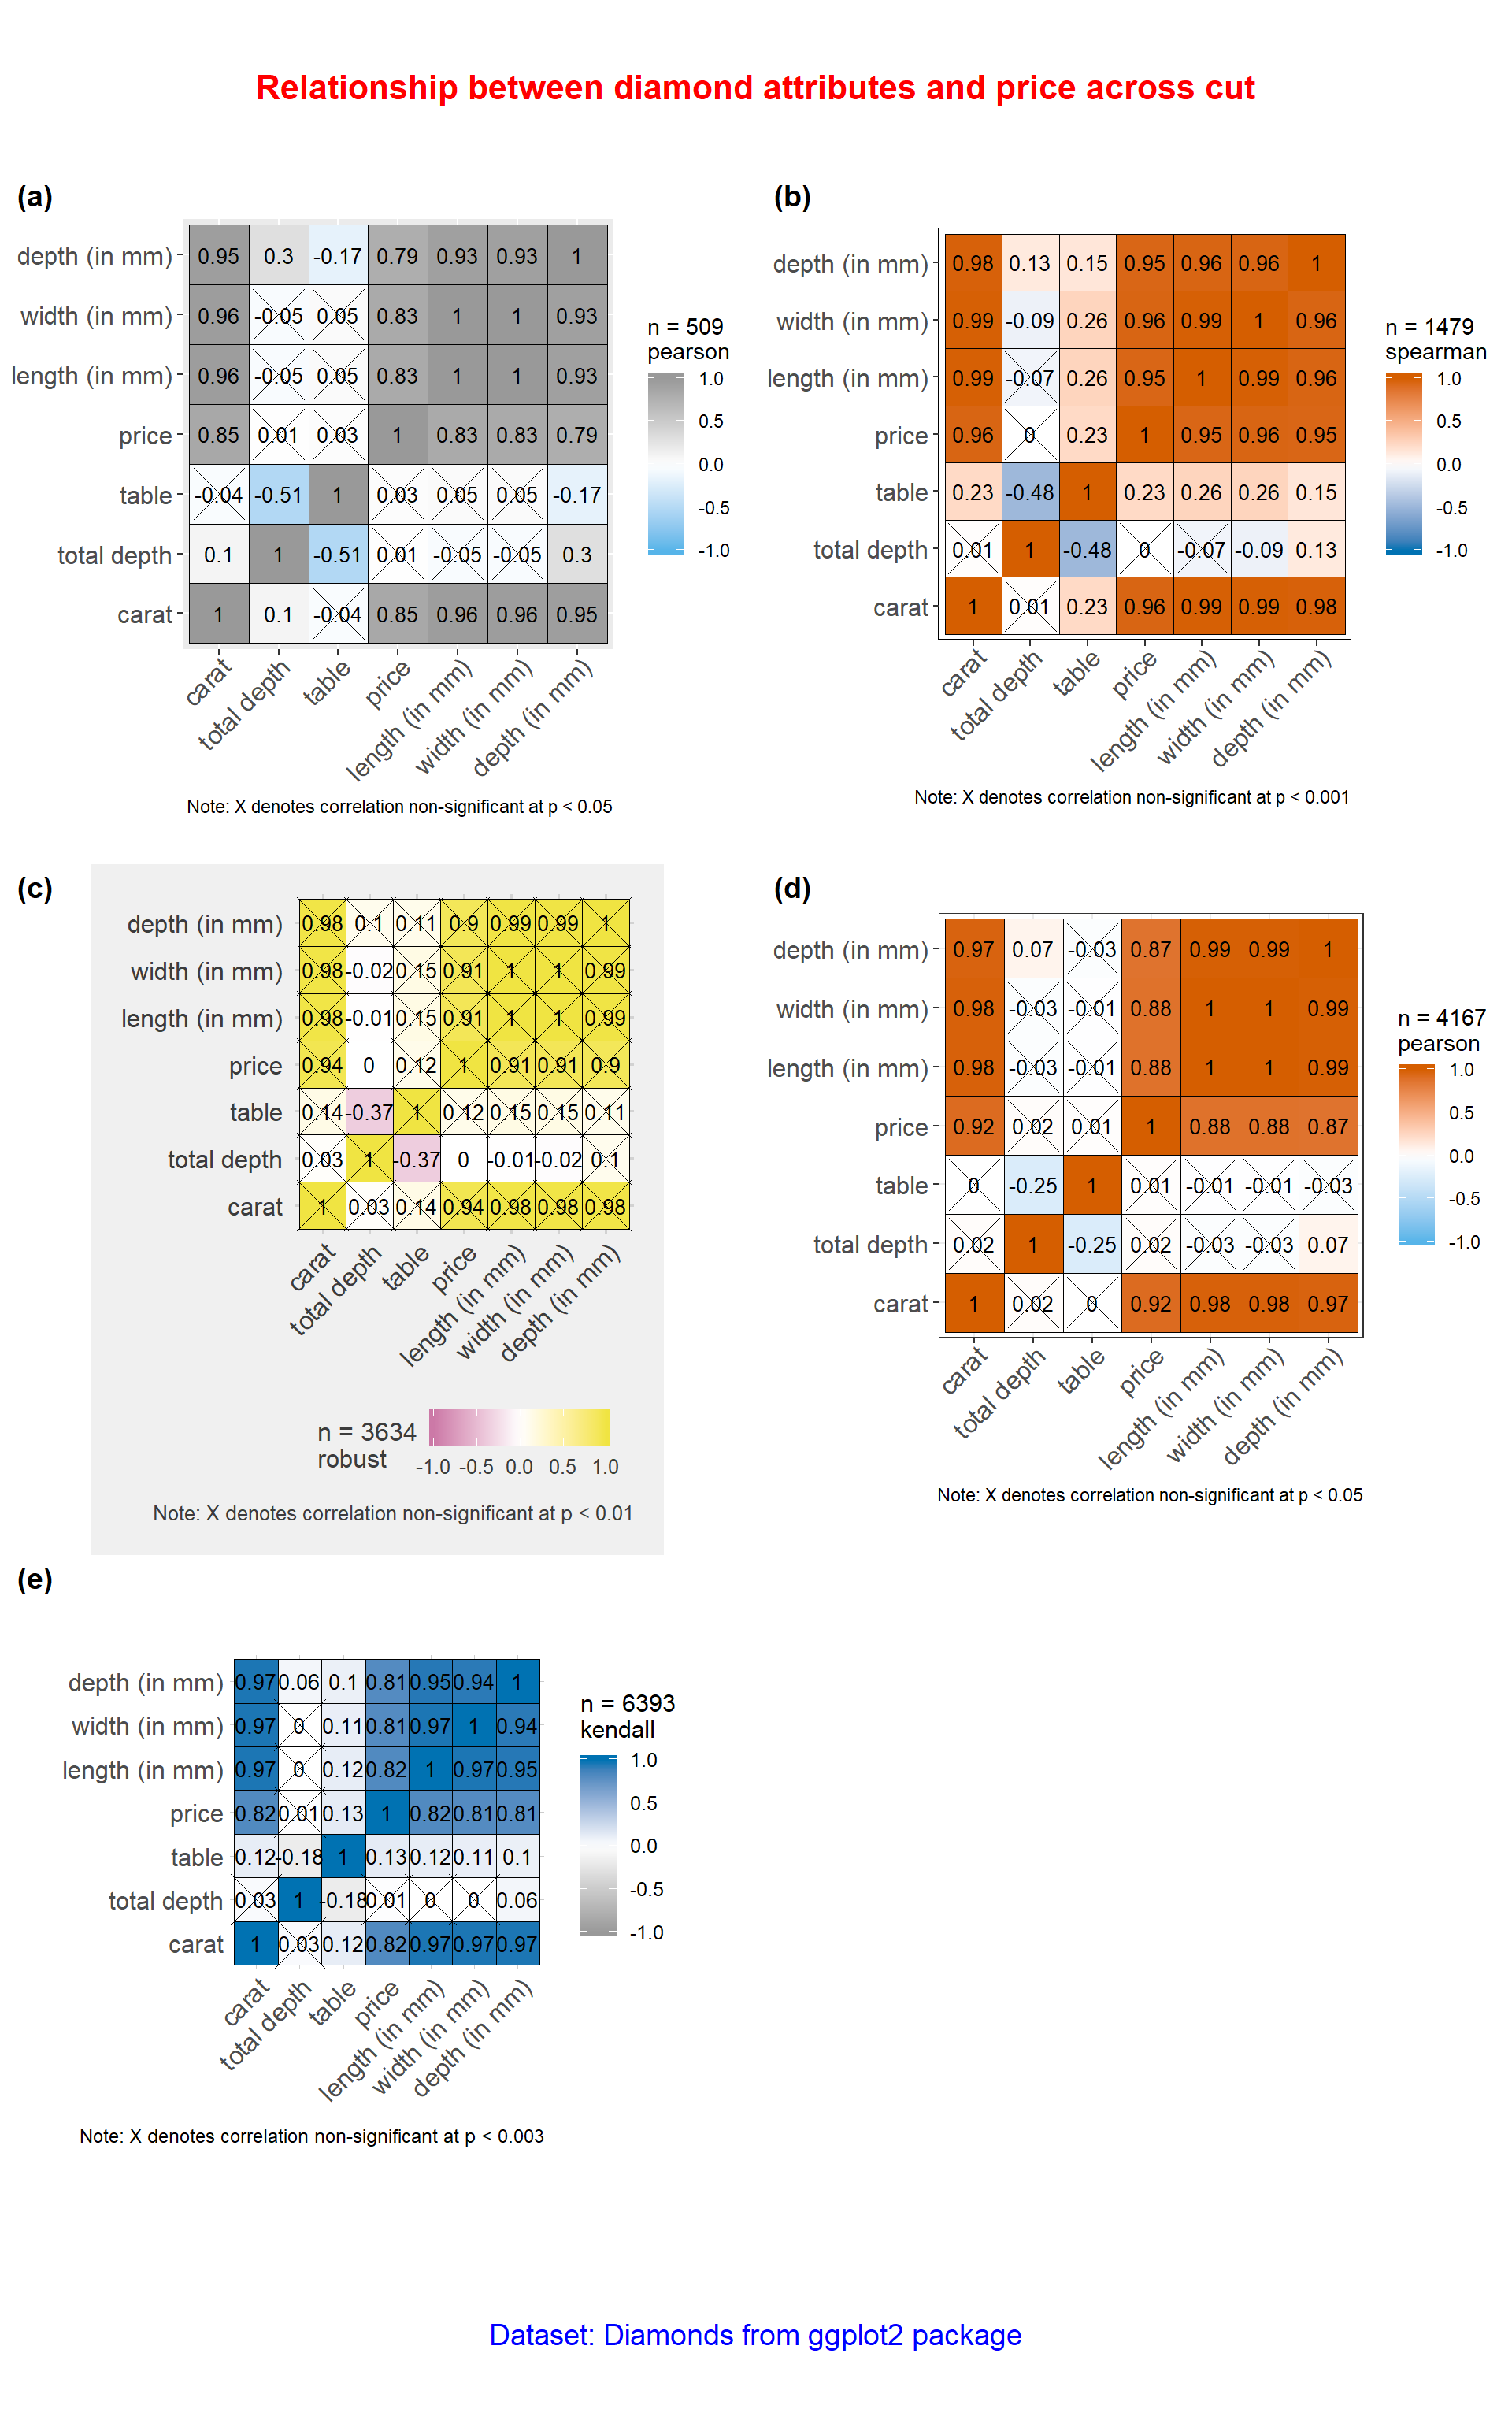 Relationship between diamond attributes and price across cut
(a)
depth (in mm) 0.95 0.3 -0.17 0.79 0.93 0.93 1
width (in mm) 0.96 -0.05 0.05 0.83 1 1 0.93
length (in mm) 0.96 -0.05 0.05 0.83 1 1 0.93
price 0.85 0.01 0.03 1 0.83 0.83 0.79
table -0.04 -0.51 1 0.03 0.05 0.05 -0.17
total depth 0.1 1 -0.51 0.01 -0.05 -0.05 0.3
carat 1 0.1 -0.04 0.85 0.96 0.96 0.95
carat total depth table price length (in mm) width (in mm) depth (in mm)
n = 509
pearson
1.0
0.5
0.0
-0.5
-1.0
Note: X denotes correlation non-significant at p < 0.05
(b)
depth (in mm) 0.98 0.13 0.15 0.95 0.96 0.96 1
width (in mm) 0.99 -0.09 0.26 0.96 0.99 1 0.96
length (in mm) 0.99 -0.07 0.26 0.95 1 0.99 0.96
price 0.96 0 0.23 1 0.95 0.96 0.95
table 0.23 -0.48 1 0.23 0.26 0.26 0.15
total depth 0.01 1 -0.48 0 -0.07 -0.09 0.13
carat 1 0.01 0.23 0.96 0.99 0.99 0.98
carat total depth table price length (in mm) width (in mm) depth (in mm)
n = 1479
spearman
1.0
0.5
0.0
-0.5
-1.0
Note: X denotes correlation non-significant at p < 0.001
(c)
depth (in mm) 0.98 0.1 0.11 0.9 0.99 0.99 1
width (in mm) 0.98 -0.02 0.15 0.91 1 1 0.99
length (in mm) 0.98 -0.01 0.15 0.91 1 1 0.99
price 0.94 0 0.12 1 0.91 0.91 0.9
table 0.14 -0.37 1 0.12 0.15 0.15 0.11
total depth 0.03 1 -0.37 0 -0.01 -0.02 0.1
carat 1 0.03 0.14 0.94 0.98 0.98 0.98
carat total depth table price length (in mm) width (in mm) depth (in mm)
n = 3634
robust
-1.0 -0.5 0.0 0.5 1.0
Note: X denotes correlation non-significant at p < 0.01
(d)
depth (in mm) 0.97 0.07 -0.03 0.87 0.99 0.99 1
width (in mm) 0.98 -0.03 -0.01 0.88 1 1 0.99
length (in mm) 0.98 -0.03 -0.01 0.88 1 1 0.99
price 0.92 0.02 0.01 1 0.88 0.88 0.87
table 0 -0.25 1 0.01 -0.01 -0.01 -0.03
total depth 0.02 1 -0.25 0.02 -0.03 -0.03 0.07
carat 1 0.02 0 0.92 0.98 0.98 0.97
carat total depth table price length (in mm) width (in mm) depth (in mm)
n = 4167
pearson
1.0
0.5
0.0
-0.5
-1.0
Note: X denotes correlation non-significant at p < 0.05
(e)
depth (in mm) 0.97 0.06 0.1 0.81 0.95 0.94 1
width (in mm) 0.97 0 0.11 0.81 0.97 1 0.94
length (in mm) 0.97 0 0.12 0.82 1 0.97 0.95
price 0.82 0.01 0.13 1 0.82 0.81 0.81
table 0.12 -0.18 1 0.13 0.12 0.11 0.1
total depth 0.03 1 -0.18 0.01 0 0 0.06
carat 1 0.03 0.12 0.82 0.97 0.97 0.97
carat total depth table price length (in mm) width (in mm) depth (in mm)
n = 6393
kendall
1.0
0.5
0.0
-0.5
-1.0
Note: X denotes correlation non-significant at p < 0.003
Dataset: Diamonds from ggplot2 package